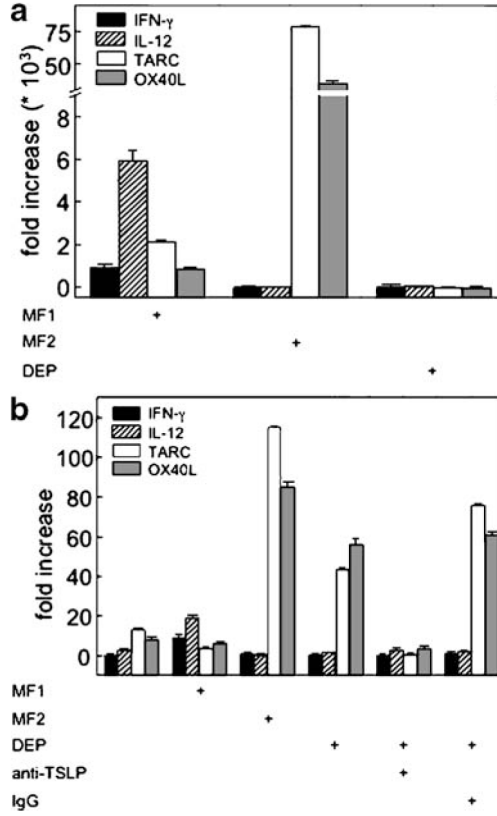 a
IFN-γ
IL-12
TARC
OX40L
fold increase (* 10³)
75
50
8
6
4
2
0
MF1 +
MF2 +
DEP +
b
IFN-γ
IL-12
TARC
OX40L
fold increase
120
100
80
60
40
20
0
MF1 +
MF2 +
DEP + + +
anti-TSLP +
IgG +